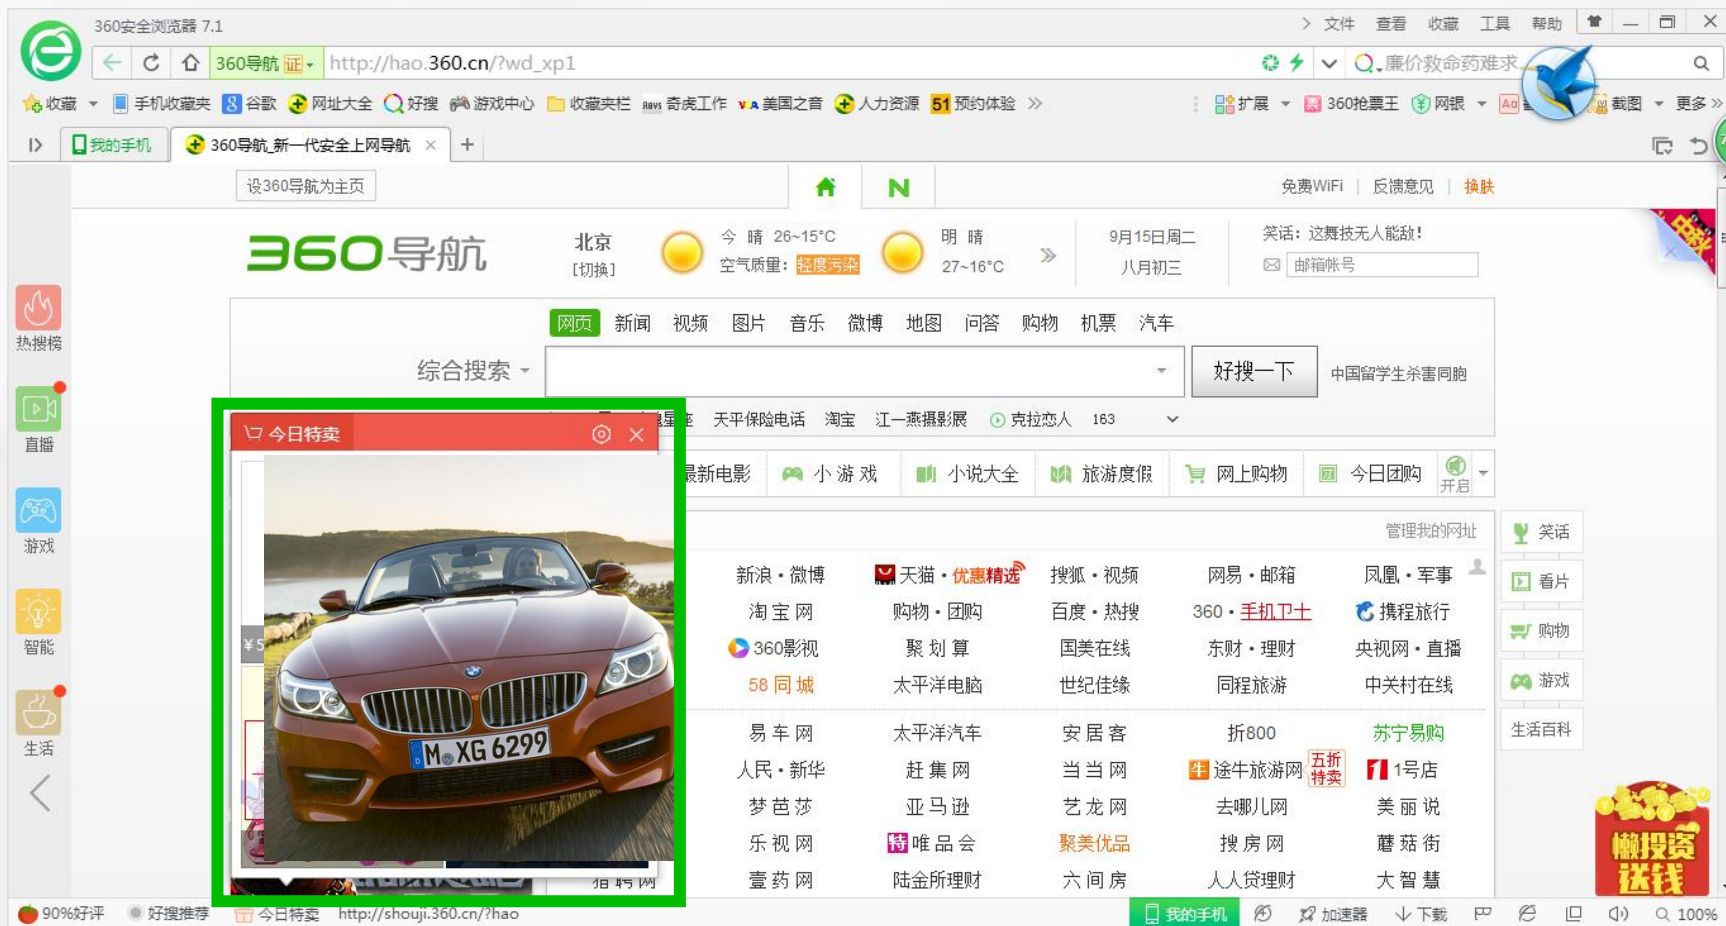 360安全浏览器 7.1
文件 查看 收藏 工具 帮助
360导航 证 http://hao.360.cn/?wd_xp1
廉价救命药难求
收藏 手机收藏夹 谷歌 网址大全 好搜 游戏中心 收藏夹栏 奇虎工作 VOA 美国之音 人力资源 51 预约体验
扩展 360抢票王 网银 截图 更多
我的手机 360导航_新一代安全上网导航
设360导航为主页
免费WiFi 反馈意见 换肤
360导航
北京
[切换]
今 晴 26~15°C
空气质量: 轻度污染
明 晴
27~16°C
9月15日周二
八月初三
笑话: 这舞技无人能敌!
邮箱帐号
中秋
网页 新闻 视频 图片 音乐 微博 地图 问答 购物 机票 汽车
综合搜索
好搜一下
中国留学生杀害同胞
星座 天平保险电话 淘宝 江一燕摄影展 克拉恋人 163
今日特卖
最新电影 小游戏 小说大全 旅游度假 网上购物 今日团购 开启
管理我的网址
新浪·微博 天猫·优惠精选 搜狐·视频 网易·邮箱 凤凰·军事
淘宝网 购物·团购 百度·热搜 360·手机卫士 携程旅行
360影视 聚划算 国美在线 东财·理财 央视网·直播
58同城 太平洋电脑 世纪佳缘 同程旅游 中关村在线
易车网 太平洋汽车 安居客 折800 苏宁易购
人民·新华 赶集网 当当网 途牛旅游网 五折特卖 1号店
梦芭莎 亚马逊 艺龙网 去哪儿网 美丽说
乐视网 特 唯品会 聚美优品 搜房网 蘑菇街
猎聘网
壹药网 陆金所理财 六间房 人人贷理财 大智慧
笑话
看片
购物
游戏
生活百科
热搜榜
直播
游戏
智能
生活
¥5
M XG 6299
懒投资
送钱
90%好评 好搜推荐 今日特卖 http://shouji.360.cn/?hao
我的手机 加速器 下载 100%